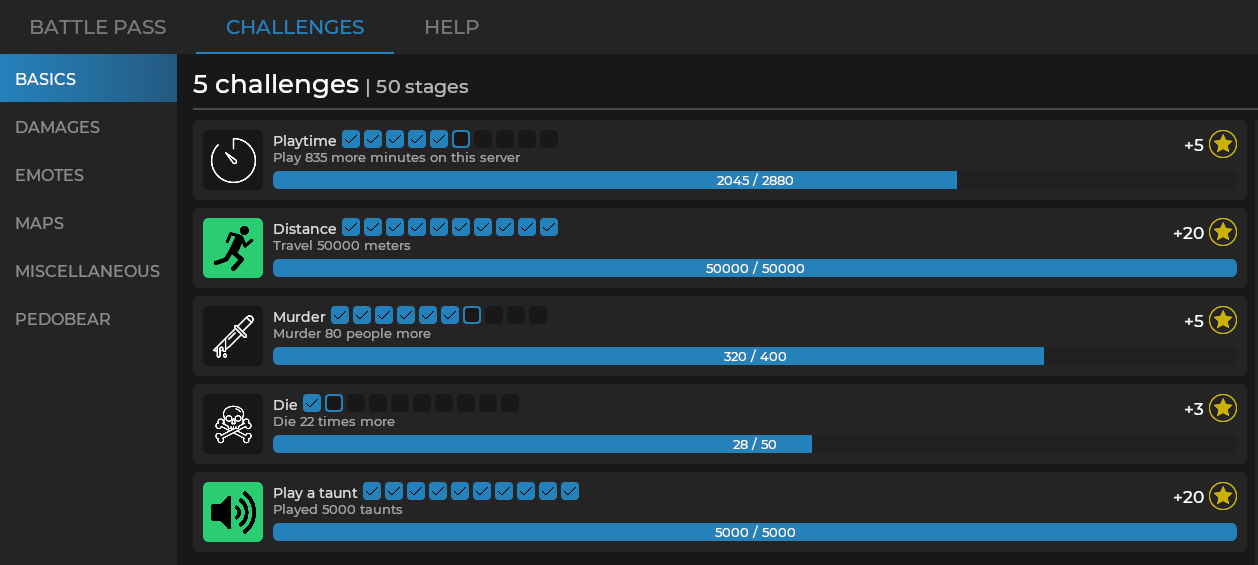 BATTLE PASS CHALLENGES HELP
BASICS
DAMAGES
EMOTES
MAPS
MISCELLANEOUS
PEDOBEAR
5 challenges | 50 stages
Playtime
+5
Play 835 more minutes on this server
2045 / 2880
Distance
+20
Travel 50000 meters
50000 / 50000
Murder
+5
Murder 80 people more
320 / 400
Die
+3
Die 22 times more
28 / 50
Play a taunt
+20
Played 5000 taunts
5000 / 5000